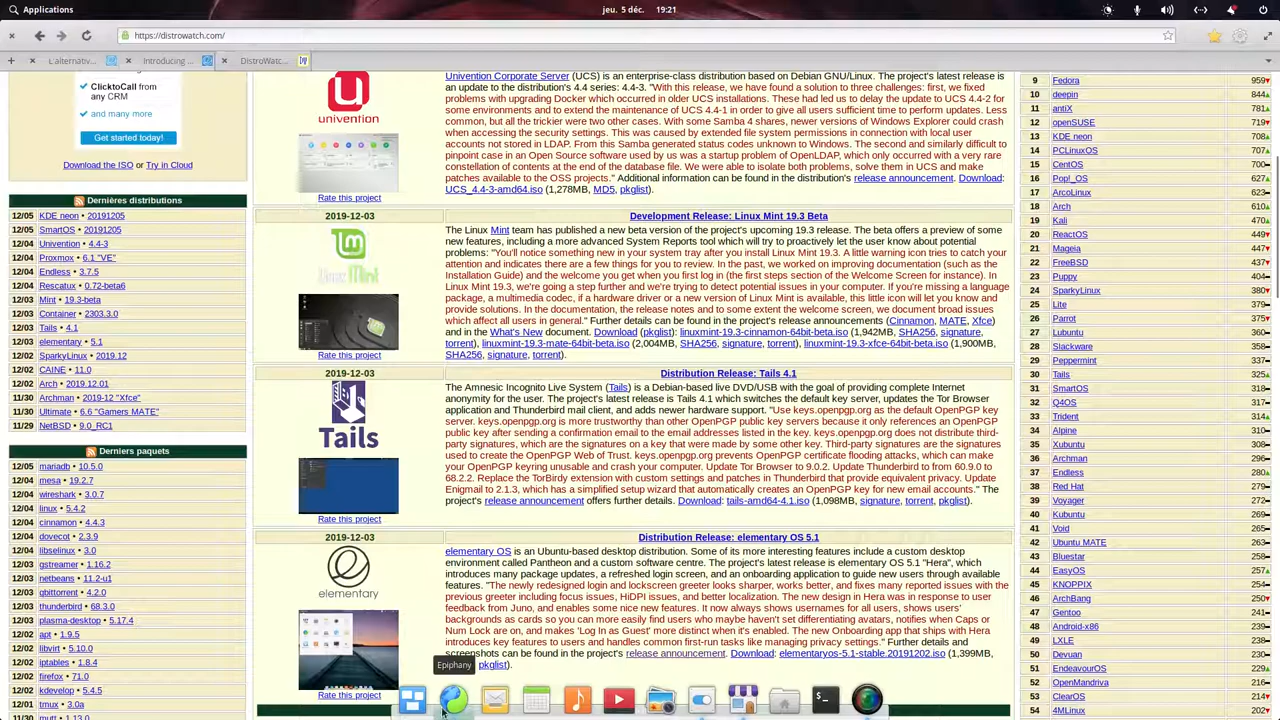 jeu. 5 déc. 19:21
https://distrowatch.com/
L'alternativ...
Introducing ...
DistroWatc...
ClicktoCall from
any CRM
and many more
Get started today!
Download the ISO or Try in Cloud
Dernières distributions
12/05 KDE neon • 20191205
12/05 SmartOS • 20191205
12/04 Univention • 4.4-3
12/04 Proxmox • 6.1 "VE"
12/04 Endless • 3.7.5
12/04 Rescatux • 0.72-beta6
12/03 Mint • 19.3-beta
12/03 Container • 2303.3.0
12/03 Tails • 4.1
12/03 elementary • 5.1
12/02 SparkyLinux • 2019.12
12/02 CAINE • 11.0
12/02 Arch • 2019.12.01
11/30 Archman • 2019-12 "Xfce"
11/30 Ultimate • 6.6 "Gamers MATE"
11/29 NetBSD • 9.0_RC1
Derniers paquets
12/05 mariadb • 10.5.0
12/04 mesa • 19.2.7
12/04 wireshark • 3.0.7
12/04 linux • 5.4.2
12/04 cinnamon • 4.4.3
12/04 dovecot • 2.3.9
12/04 libselinux • 3.0
12/03 gstreamer • 1.16.2
12/03 netbeans • 11.2-u1
12/03 qbittorrent • 4.2.0
12/03 thunderbird • 68.3.0
12/03 plasma-desktop • 5.17.4
12/02 apt • 1.9.5
12/02 libvirt • 5.10.0
12/02 iptables • 1.8.4
12/02 firefox • 71.0
12/02 kdevelop • 5.4.5
12/02 tmux • 3.0a
11/30 mutt • 1.13.0
univention
Rate this project
Univention Corporate Server (UCS) is an enterprise-class distribution based on Debian GNU/Linux. The project's latest release is
an update to the distribution's 4.4 series: 4.4-3: "With this release, we have found a solution to three challenges: first, we fixed
problems with upgrading Docker which occurred in older UCS installations. These had led us to delay the update to UCS 4.4-2 for
some environments and to extend the maintenance of UCS 4.4-1 in order to give all users sufficient time to perform updates. Less
common, but all the trickier were two other cases. With some Samba 4 shares, newer versions of Windows Explorer could crash
when accessing the security settings. This was caused by extended file system permissions in connection with local user
accounts not stored in LDAP. From this Samba generated status codes unknown to Windows. The second and similarly difficult to
pinpoint case in an Open Source software used by us was a startup problem of OpenLDAP, which only occurred with a very rare
constellation of contents at the end of the database file. We were able to isolate both problems, solve them in UCS and make
patches available to the OSS projects." Additional information can be found in the distribution's release announcement. Download:
UCS_4.4-3-amd64.iso (1,278MB, MD5, pkglist).
2019-12-03 Development Release: Linux Mint 19.3 Beta
Linux Mint
Rate this project
The Linux Mint team has published a new beta version of the project's upcoming 19.3 release. The beta offers a preview of some
new features, including a more advanced System Reports tool which will try to proactively let the user know about potential
problems: "You'll notice something new in your system tray after you install Linux Mint 19.3. A little warning icon tries to catch your
attention and indicates there are a few things for you to review. In the past, we worked on improving documentation (such as the
Installation Guide) and the welcome you get when you first log in (the first steps section of the Welcome Screen for instance). In
Linux Mint 19.3, we're going a step further and we're trying to detect potential issues in your computer. If you're missing a language
package, a multimedia codec, if a hardware driver or a new version of Linux Mint is available, this little icon will let you know and
provide solutions. In the documentation, the release notes and to some extent the welcome screen, we document broad issues
which affect all users in general." Further details can be found in the project's release announcements (Cinnamon, MATE, Xfce)
and in the What's New document. Download (pkglist): linuxmint-19.3-cinnamon-64bit-beta.iso (1,942MB, SHA256, signature,
torrent), linuxmint-19.3-mate-64bit-beta.iso (2,004MB, SHA256, signature, torrent), linuxmint-19.3-xfce-64bit-beta.iso (1,900MB,
SHA256, signature, torrent).
2019-12-03 Distribution Release: Tails 4.1
Tails
Rate this project
The Amnesic Incognito Live System (Tails) is a Debian-based live DVD/USB with the goal of providing complete Internet
anonymity for the user. The project's latest release is Tails 4.1 which switches the default key server, updates the Tor Browser
application and Thunderbird mail client, and adds newer hardware support. "Use keys.openpgp.org as the default OpenPGP key
server. keys.openpgp.org is more trustworthy than other OpenPGP public key servers because it only references an OpenPGP
public key after sending a confirmation email to the email addresses listed in the key. keys.openpgp.org does not distribute third-
party signatures, which are the signatures on a key that were made by some other key. Third-party signatures are the signatures
used to create the OpenPGP Web of Trust. keys.openpgp.org prevents OpenPGP certificate flooding attacks, which can make
your OpenPGP keyring unusable and crash your computer. Update Tor Browser to 9.0.2. Update Thunderbird to from 60.9.0 to
68.2.2. Replace the TorBirdy extension with custom settings and patches in Thunderbird that provide equivalent privacy. Update
Enigmail to 2.1.3, which has a simplified setup wizard that automatically creates an OpenPGP key for new email accounts." The
project's release announcement offers further details. Download: tails-amd64-4.1.iso (1,098MB, signature, torrent, pkglist).
2019-12-03 Distribution Release: elementary OS 5.1
elementary
Rate this project
elementary OS is an Ubuntu-based desktop distribution. Some of its more interesting features include a custom desktop
environment called Pantheon and a custom software centre. The project's latest release is elementary OS 5.1 "Hera", which
introduces many package updates, a refreshed login screen, and an onboarding application to guide new users through available
features. "The newly redesigned login and lockscreen greeter looks sharper, works better, and fixes many reported issues with the
previous greeter including focus issues, HiDPI issues, and better localization. The new design in Hera was in response to user
feedback from Juno, and enables some nice new features. It now always shows usernames for all users, shows users'
backgrounds as cards so you can more easily find users who maybe haven't set differentiating avatars, notifies when Caps or
Num Lock are on, and makes 'Log In as Guest' more distinct when it's enabled. The new Onboarding app that ships with Hera
introduces key features to users and handles common first-run tasks like managing privacy settings." Further details and
screenshots can be found in the project's release announcement. Download: elementaryos-5.1-stable.20191202.iso (1,399MB,
pkglist).
Epiphany
9 Fedora 959
10 deepin 844
11 antiX 781
12 openSUSE 719
13 KDE neon 708
14 PCLinuxOS 707
15 CentOS 700
16 Pop!_OS 627
17 ArcoLinux 623
18 Arch 610
19 Kali 470
20 ReactOS 449
21 Mageia 447
22 FreeBSD 437
23 Puppy 404
24 SparkyLinux 380
25 Lite 379
26 Parrot 375
27 Lubuntu 360
28 Slackware 358
29 Peppermint 337
30 Tails 325
31 SmartOS 318
32 Q4OS 317
33 Trident 314
34 Alpine 310
35 Xubuntu 308
36 Archman 296
37 Endless 280
38 Red Hat 279
39 Voyager 272
40 Kubuntu 269
41 Void 265
42 Ubuntu MATE 263
43 Bluestar 258
44 EasyOS 257
45 KNOPPIX 254
46 ArchBang 250
47 Gentoo 241
48 Android-x86 239
49 LXLE 238
50 Devuan 230
51 EndeavourOS 229
52 OpenMandriva 216
53 ClearOS 214
54 4MLinux 202